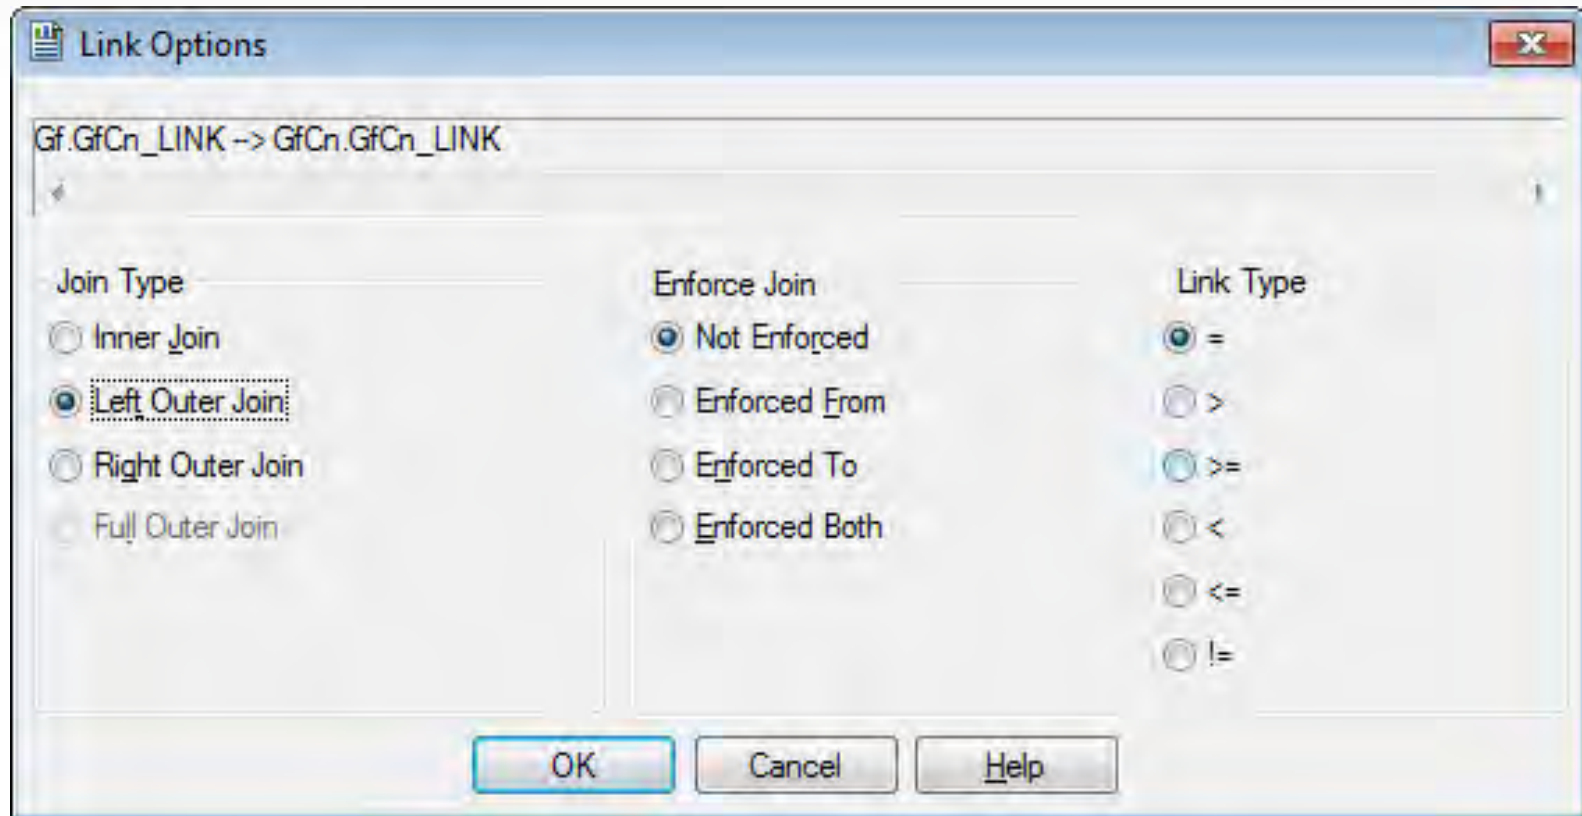 Link Options
Gf.GfCn_LINK --> GfCn.GfCn_LINK
Join Type
Inner Join
Left Outer Join
Right Outer Join
Full Outer Join
Enforce Join
Not Enforced
Enforced From
Enforced To
Enforced Both
Link Type
=
>
>=
<
<=
!=
OK
Cancel
Help